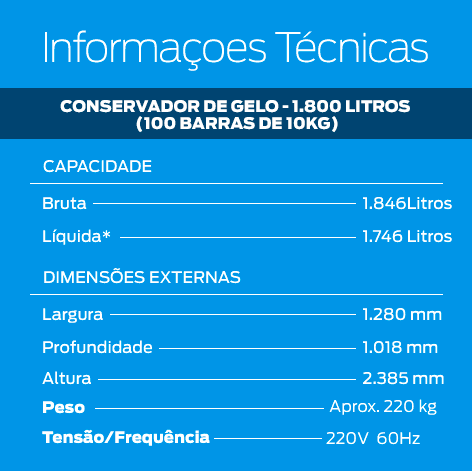 Informaçoes Técnicas
CONSERVADOR DE GELO - 1.800 LITROS
(100 BARRAS DE 10KG)
CAPACIDADE
Bruta 1.846Litros
Líquida* 1.746 Litros
DIMENSÕES EXTERNAS
Largura 1.280 mm
Profundidade 1.018 mm
Altura 2.385 mm
Peso Aprox. 220 kg
Tensão/Frequência 220V 60Hz